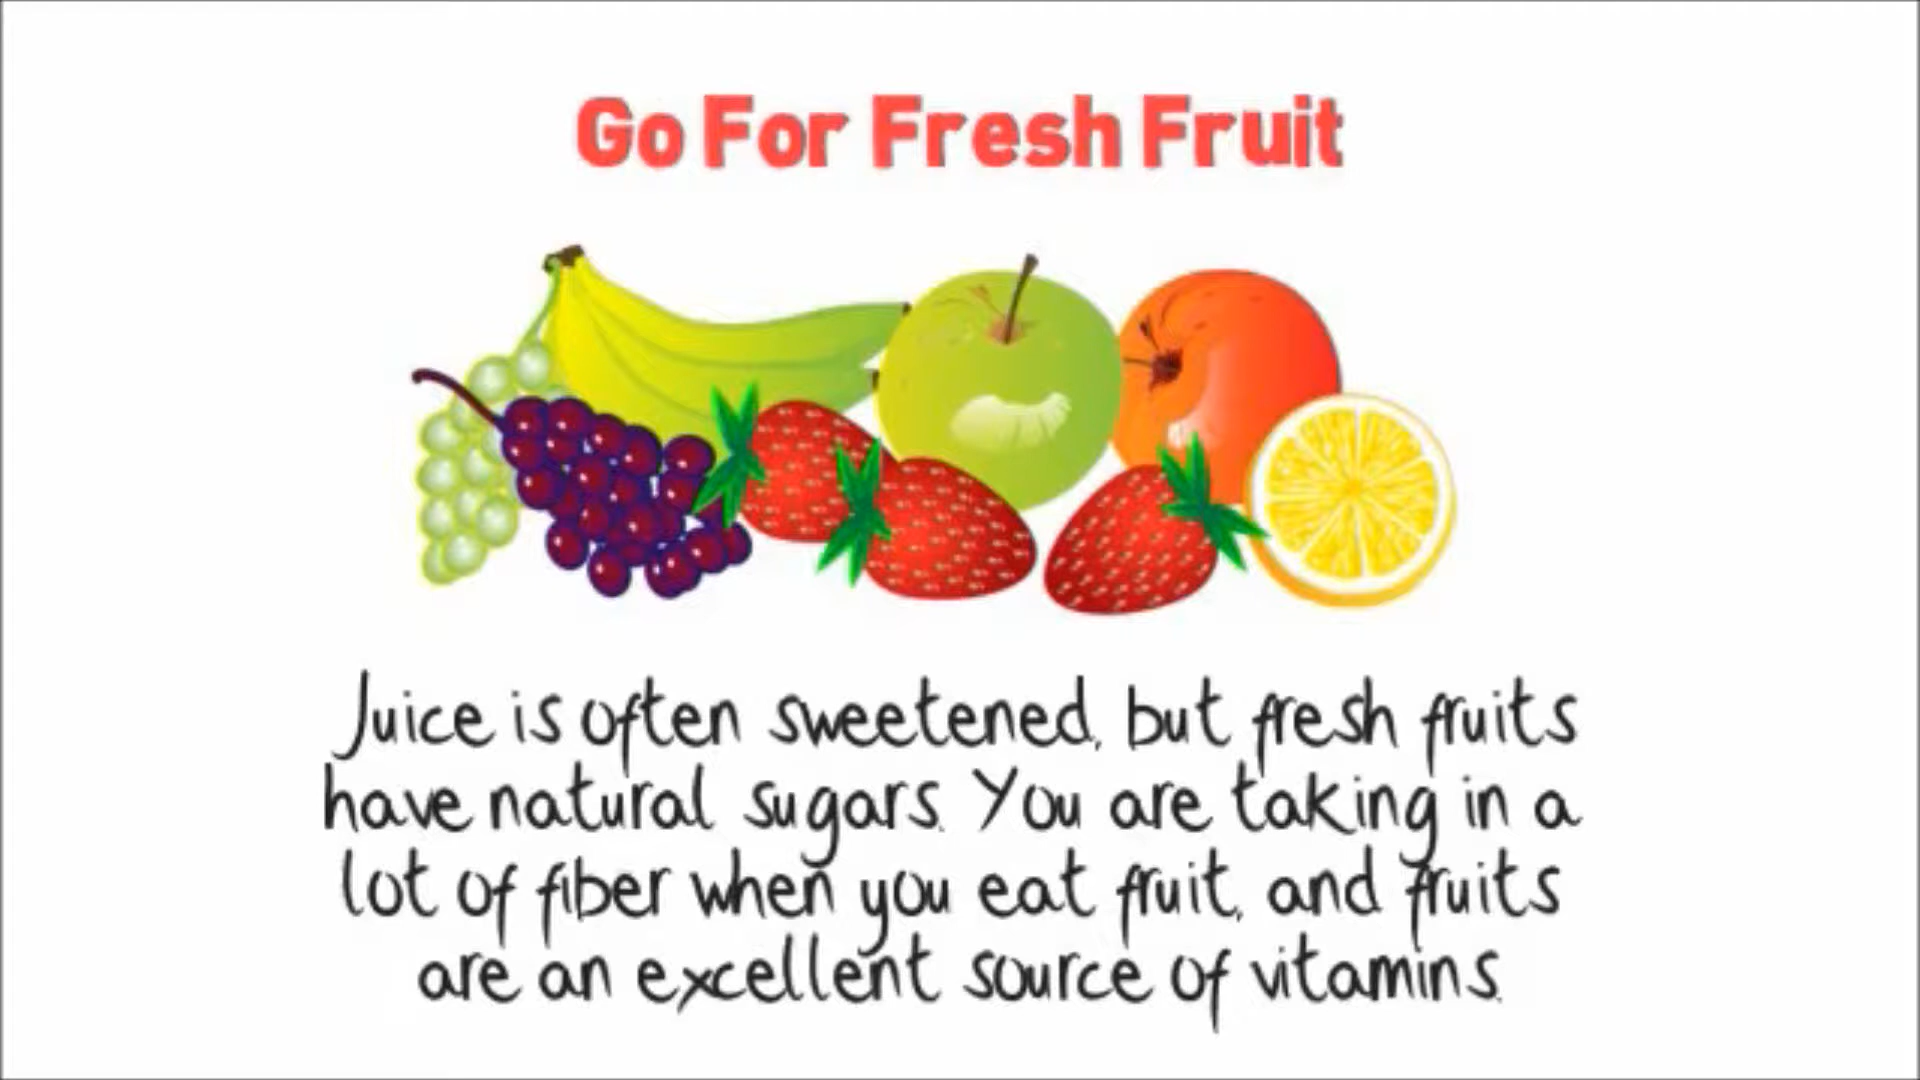 Go For Fresh Fruit
Juice is often sweetened, but fresh fruits
have natural sugars. You are taking in a
lot of fiber when you eat fruit, and fruits
are an excellent source of vitamins.